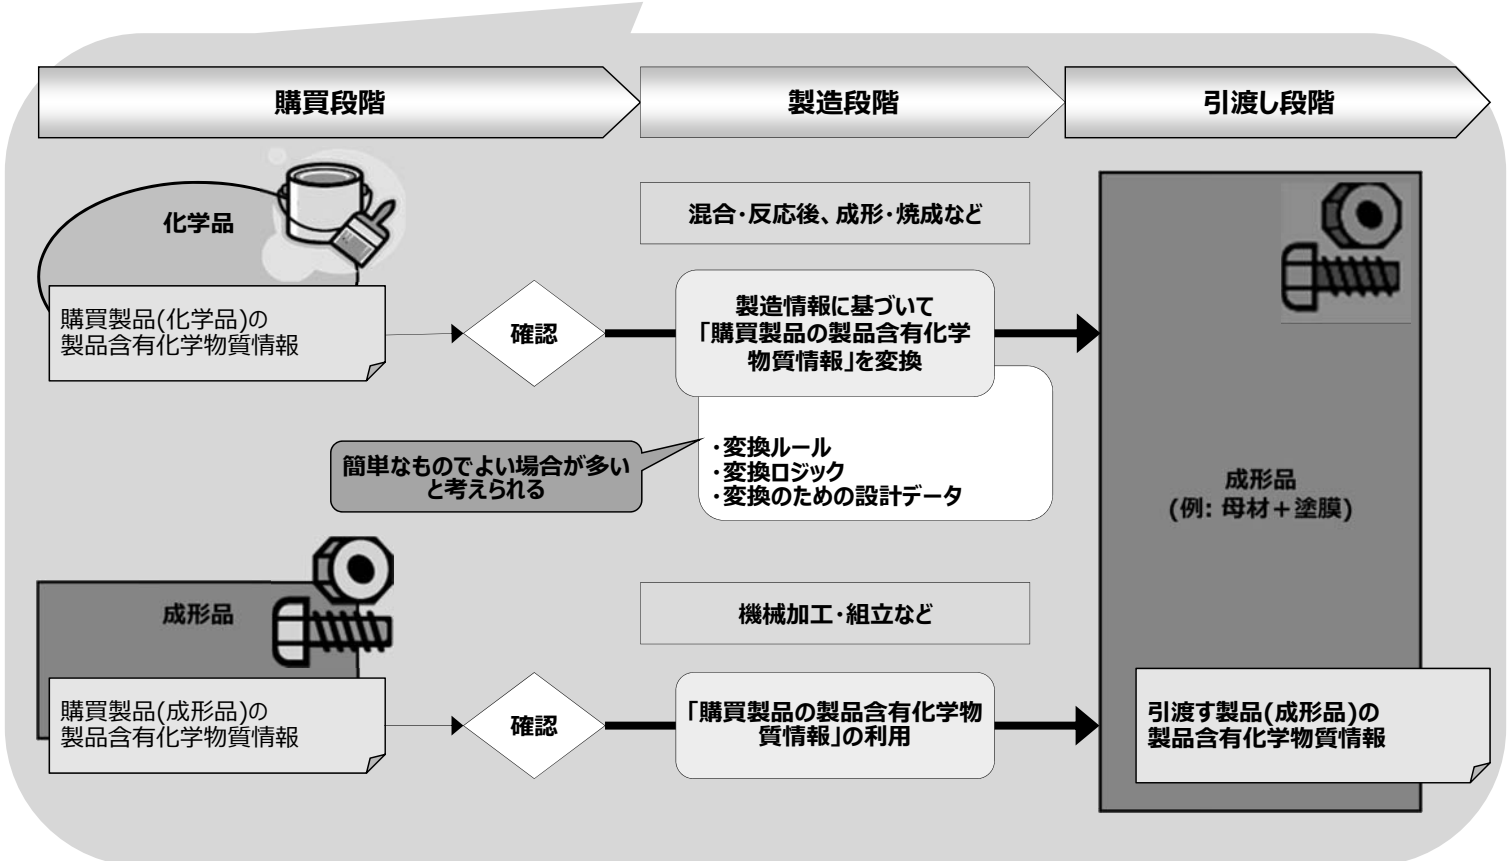 購買段階
製造段階
引渡し段階
化学品
混合・反応後、成形・焼成など
購買製品(化学品)の
製品含有化学物質情報
確認
製造情報に基づいて
「購買製品の製品含有化学
物質情報」を変換
・変換ルール
・変換ロジック
・変換のための設計データ
簡単なものでよい場合が多い
と考えられる
成形品
(例: 母材＋塗膜)
成形品
機械加工・組立など
購買製品(成形品)の
製品含有化学物質情報
確認
「購買製品の製品含有化学物
質情報」の利用
引渡す製品(成形品)の
製品含有化学物質情報